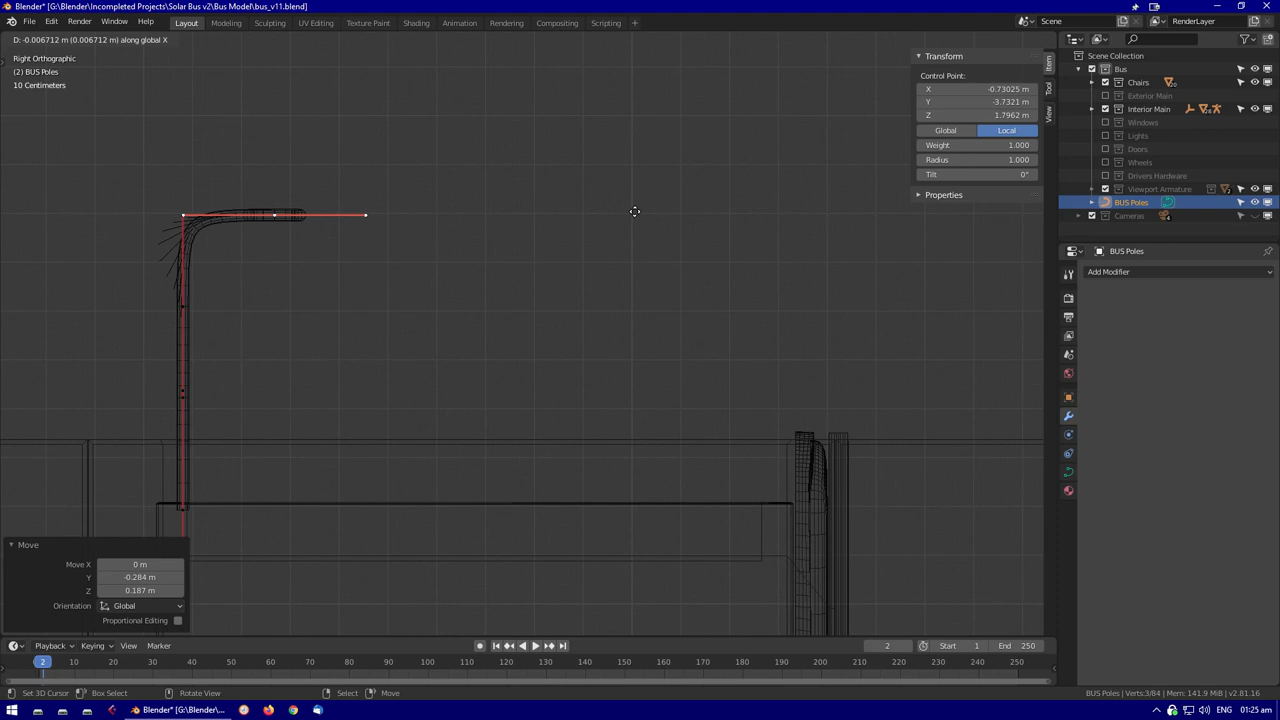 Blender* [G:\Blender\Incompleted Projects\Solar Bus v2\Bus Model\bus_v11.blend]
File Edit Render Window Help Layout Modeling Sculpting UV Editing Texture Paint Shading Animation Rendering Compositing Scripting + Scene RenderLayer
D: -0.006712 m (0.006712 m) along global X
Right Orthographic
(2) BUS Poles
10 Centimeters
Transform
Control Point:
X -0.73025 m
Y -3.7321 m
Z 1.7962 m
Global Local
Weight 1.000
Radius 1.000
Tilt 0°
Properties
Item
Tool
View
Scene Collection
Bus
Chairs 20
Exterior Main
Interior Main
Windows
Lights
Doors
Wheels
Drivers Hardware
Viewport Armature 2
BUS Poles
Cameras 4
BUS Poles
Add Modifier
Move
Move X 0 m
Y -0.284 m
Z 0.187 m
Orientation Global
Proportional Editing
Playback Keying View Marker 2 Start 1 End 250
2 10 20 30 40 50 60 70 80 90 100 110 120 130 140 150 160 170 180 190 200 210 220 230 240 250
Set 3D Cursor Box Select Rotate View Select Move BUS Poles | Verts:3/84 | Mem: 141.9 MiB | v2.81.16
Blender* [G:\Solar... ENG 01:25 am